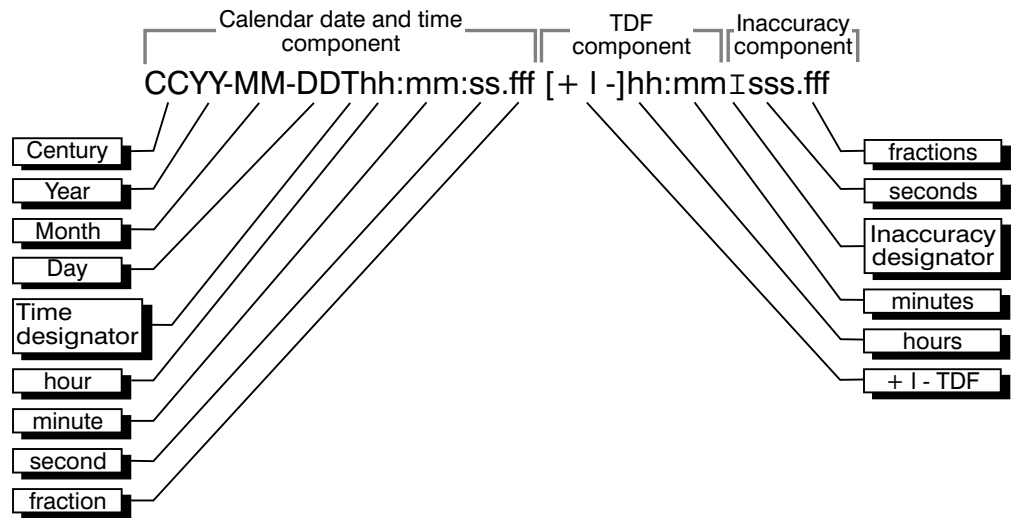 Calendar date and time component
TDF component
Inaccuracy component
CCYY-MM-DDThh:mm:ss.fff [+ I -]hh:mmIsss.fff
Century
Year
Month
Day
Time designator
hour
minute
second
fraction
fractions
seconds
Inaccuracy designator
minutes
hours
+ I - TDF